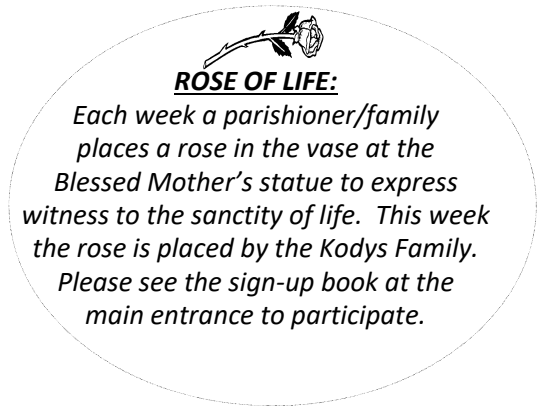 ROSE OF LIFE:
Each week a parishioner/family
places a rose in the vase at the
Blessed Mother’s statue to express
witness to the sanctity of life.  This week
the rose is placed by the Kodys Family.
Please see the sign-up book at the
main entrance to participate.